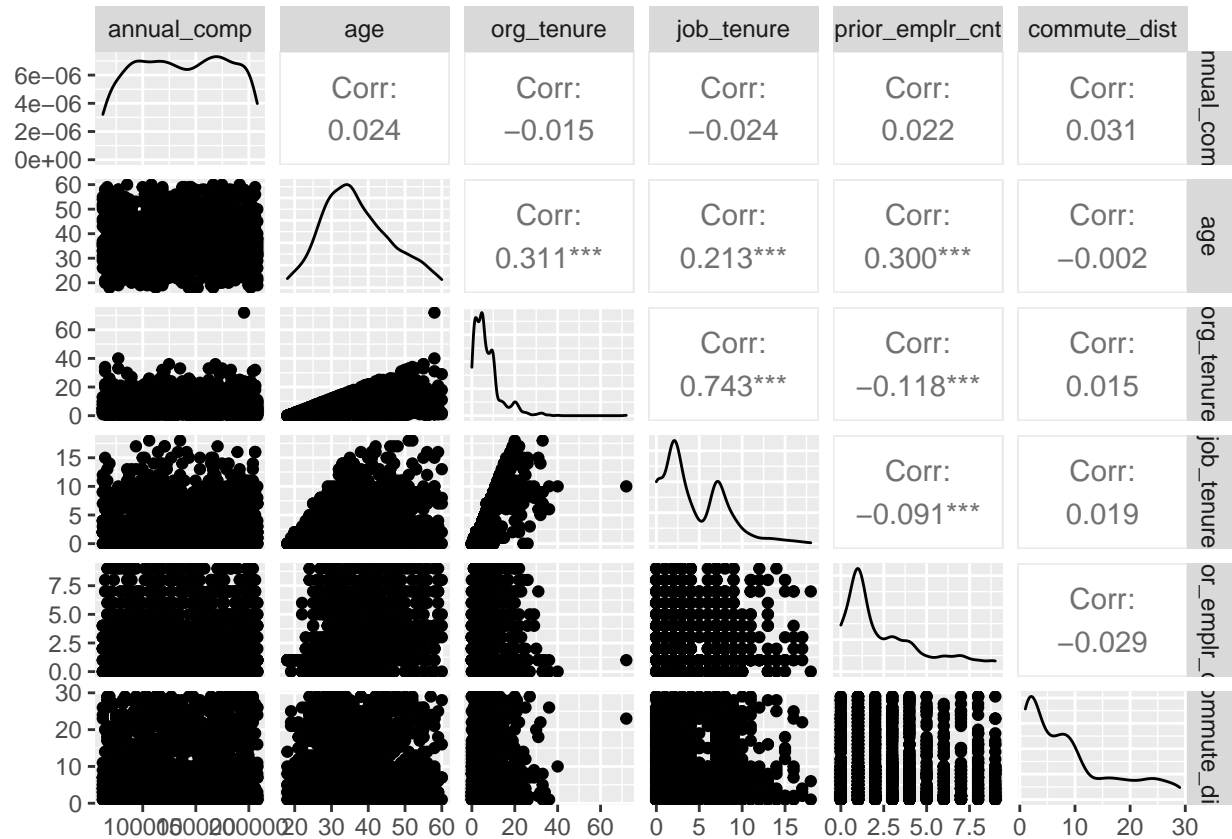 annual_comp age org_tenure job_tenure prior_emplr_cnt commute_dist
6e−06
4e−06
2e−06
0e+00
Corr:
0.024
Corr:
−0.015
Corr:
−0.024
Corr:
0.022
Corr:
0.031
nnual_com
60
50
40
30
20
Corr:
0.311***
Corr:
0.213***
Corr:
0.300***
Corr:
−0.002
age
60
40
20
0
Corr:
0.743***
Corr:
−0.118***
Corr:
0.015
org_tenure
15
10
5
0
Corr:
−0.091***
Corr:
0.019
job_tenure
7.5
5.0
2.5
0.0
Corr:
−0.029
or_emplr_c
30
20
10
0
ommute_di
100000 150000 200000 20 30 40 50 60 0 20 40 60 0 5 10 15 0.0 2.5 5.0 7.5 0 10 20 30